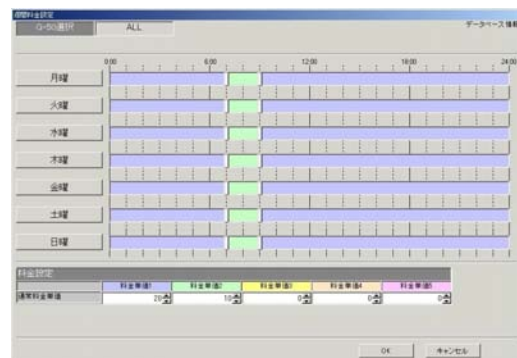 週間料金設定
G-50選択 ALL データベース情報
0:00 6:00 12:00 18:00 24:00
月曜
火曜
水曜
木曜
金曜
土曜
日曜
料金設定
料金単価1 料金単価2 料金単価3 料金単価4 料金単価5
通常料金単価 20 10 0 0 0
OK キャンセル